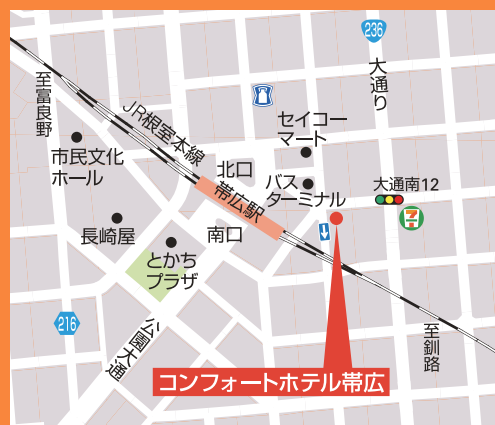 236
大通り
至富良野
JR根室本線
セイコー
マート
市民文化
ホール
北口
バス
ターミナル
大通南12
帯広駅
7
長崎屋
南口
とかち
プラザ
216
公園大通
至釧路
コンフォートホテル帯広